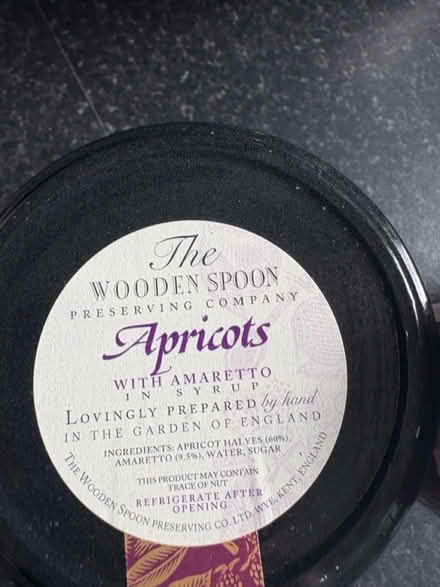 The
WOODEN SPOON
PRESERVING COMPANY
Apricots
WITH AMARETTO
IN SYRUP
LOVINGLY PREPARED by hand
IN THE GARDEN OF ENGLAND
INGREDIENTS: APRICOT HALVES (60%),
AMARETTO (9.5%), WATER, SUGAR
THIS PRODUCT MAY CONTAIN
TRACE OF NUT
REFRIGERATE AFTER
OPENING
THE WOODEN SPOON PRESERVING CO. LTD. WYE, KENT, ENGLAND